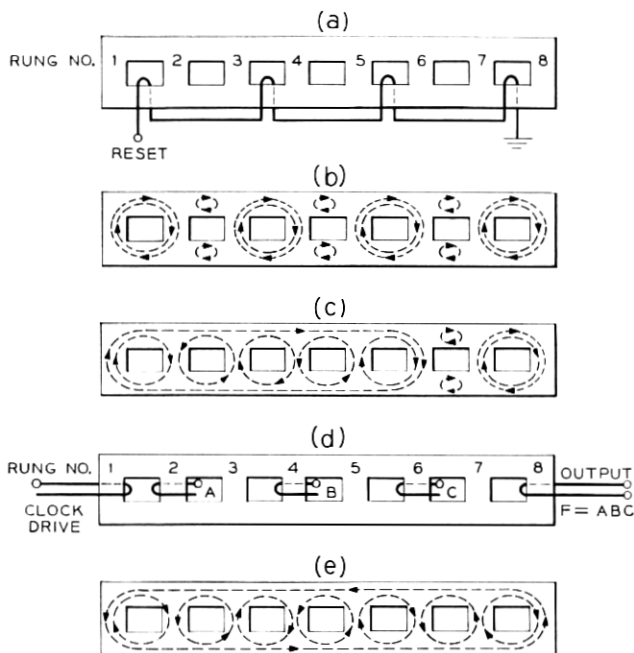 (a)
RUNG NO. 1 2 3 4 5 6 7 8
RESET
(b)
(c)
(d)
RUNG NO. 1 2 3 4 5 6 7 8 OUTPUT
A B C
CLOCK DRIVE F = ABC
(e)